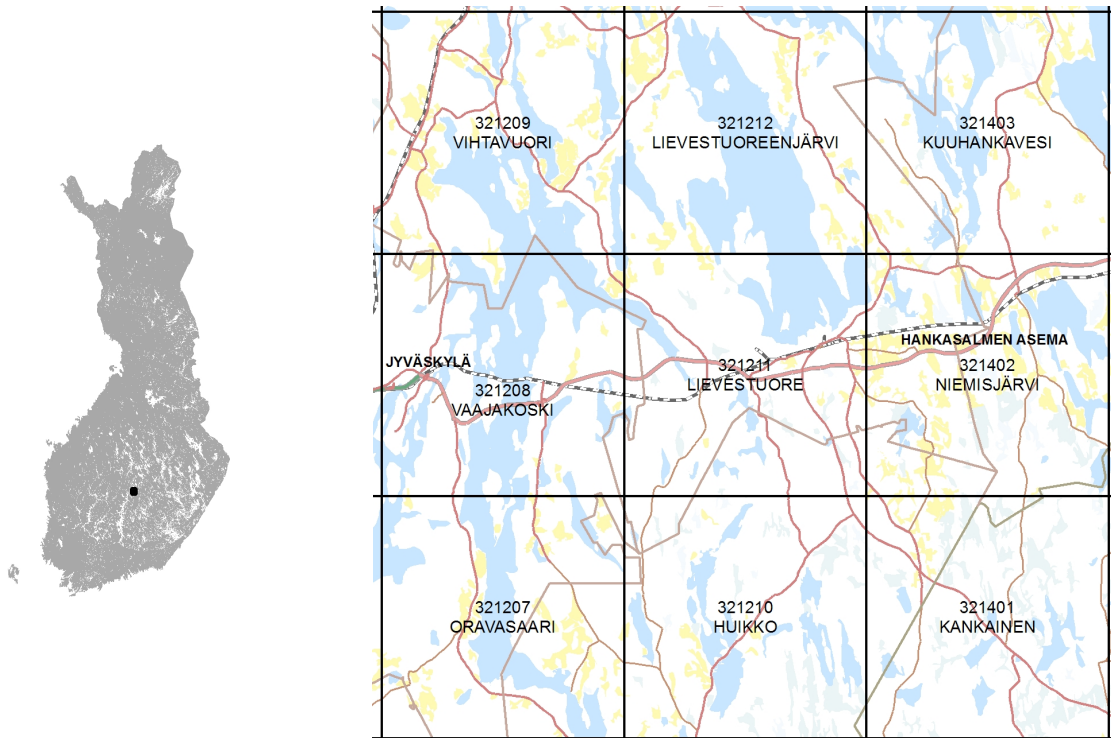 321209
VIHTAVUORI
321212
LIEVESTUOREENJÄRVI
321403
KUUHANKAVESI
JYVÄSKYLÄ
321208
VAAJAKOSKI
321211
LIEVESTUORE
HANKASALMEN ASEMA
321402
NIEMISJÄRVI
321207
ORAVASAARI
321210
HUIKKO
321401
KANKAINEN